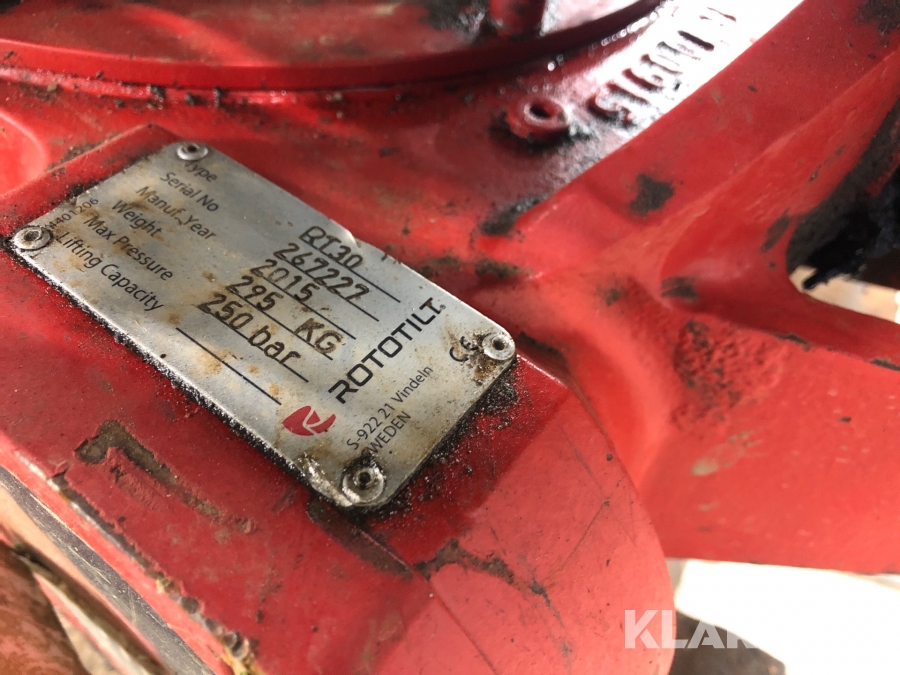 Type RT30
Serial No 267227
Manuf. Year 2015
Weight 295 KG
Max Pressure 250 bar
Lifting Capacity
ROTOTILT®
S-922 21 Vindeln
SWEDEN
CE